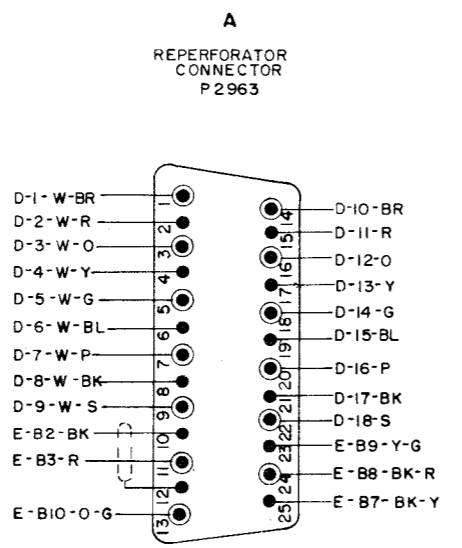 A
REPERFORATOR
CONNECTOR
P2963
D-1-W-BR
D-2-W-R
D-3-W-O
D-4-W-Y
D-5-W-G
D-6-W-BL
D-7-W-P
D-8-W-BK
D-9-W-S
E-B2-BK
E-B3-R
E-B10-O-G
1
2
3
4
5
6
7
8
9
10
11
12
13
14
15
16
17
18
19
20
21
22
23
24
25
D-10-BR
D-11-R
D-12-O
D-13-Y
D-14-G
D-15-BL
D-16-P
D-17-BK
D-18-S
E-B9-Y-G
E-B8-BK-R
E-B7-BK-Y